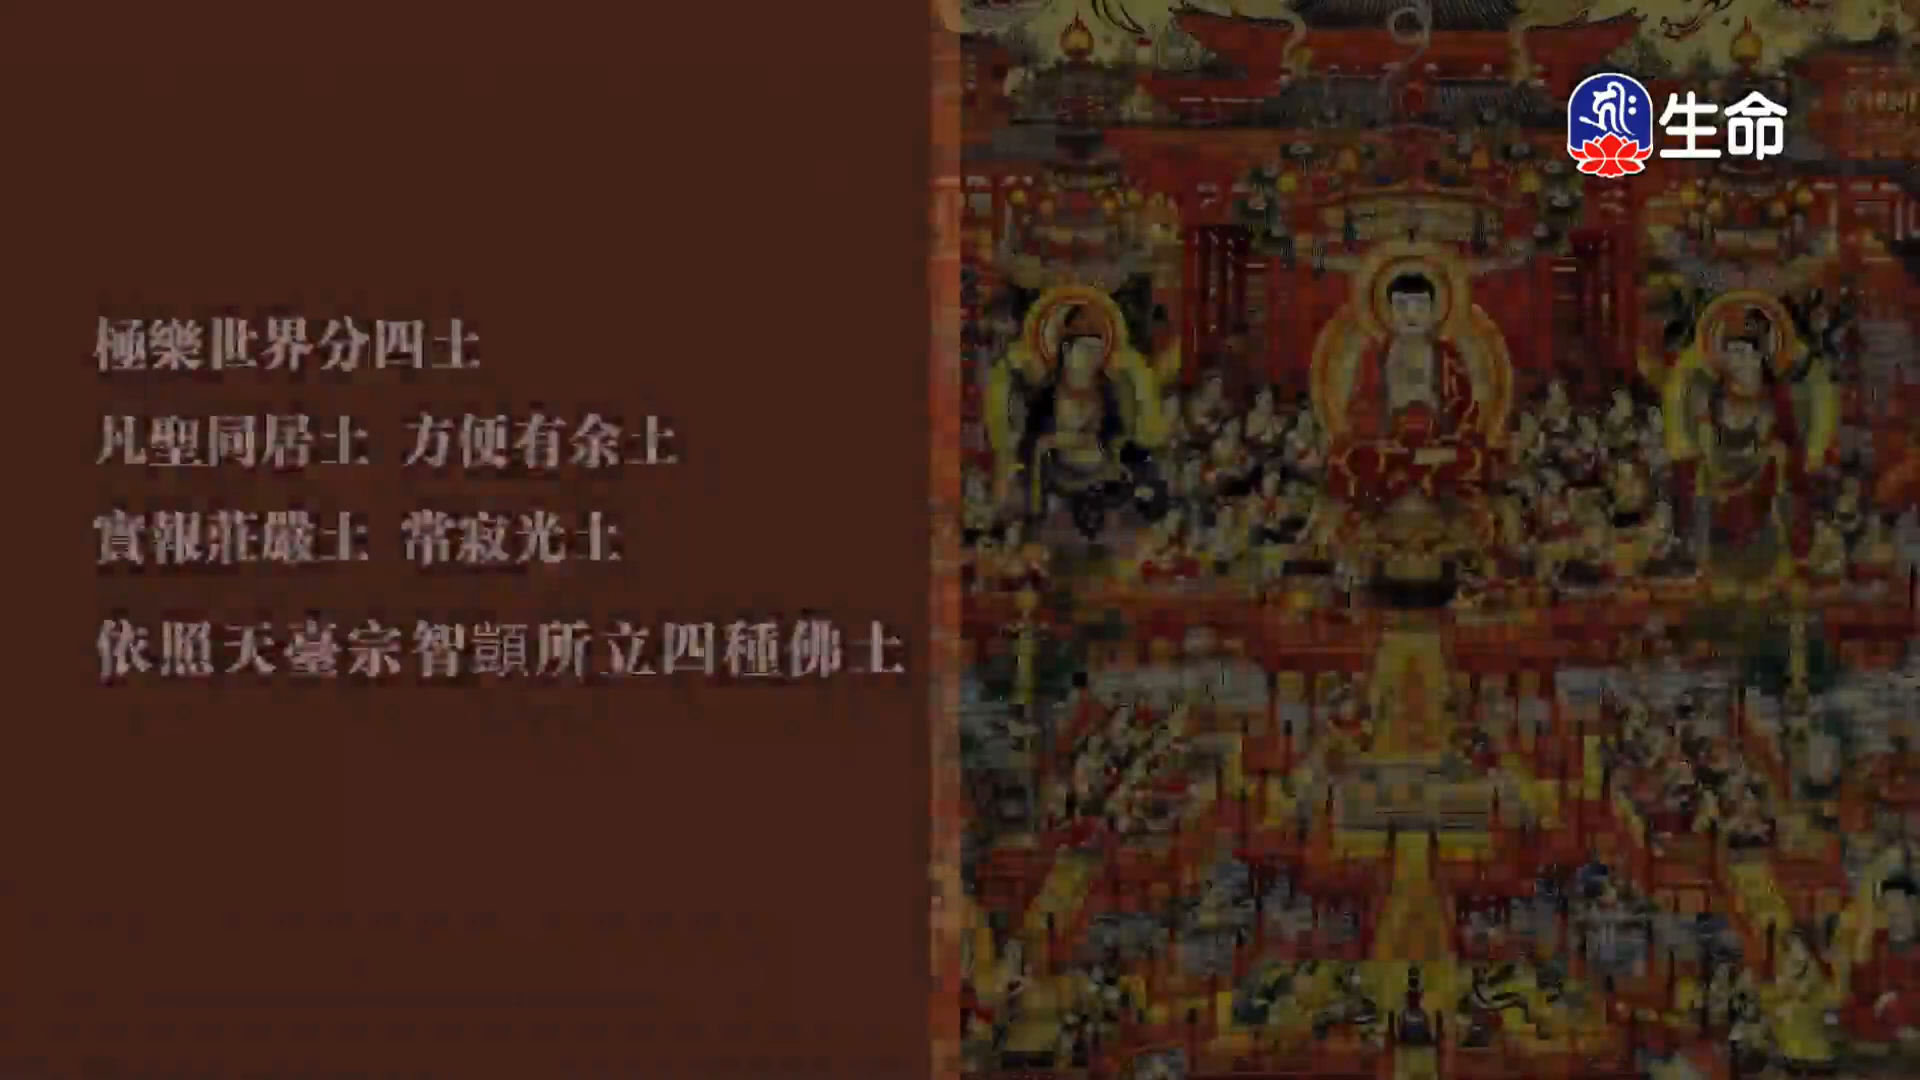 生命
極樂世界分四土
凡聖同居土 方便有余土
實報莊嚴土 常寂光土
依照天臺宗智顗所立四種佛土